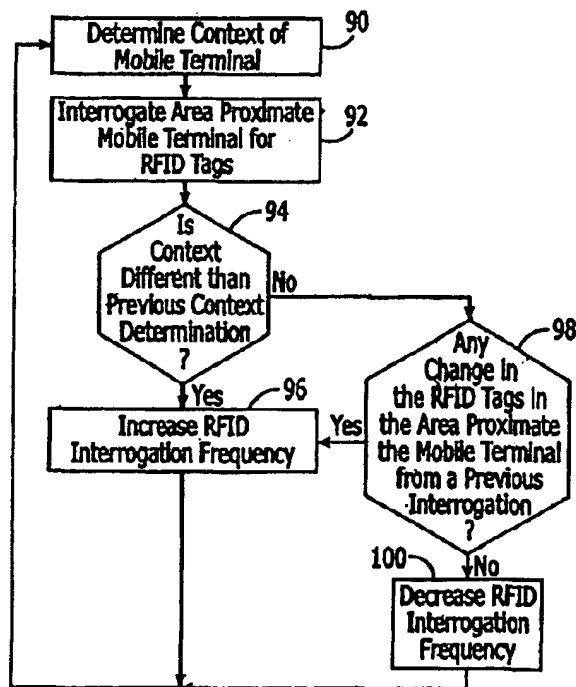 Determine Context of
Mobile Terminal
90
Interrogate Area Proximate
Mobile Terminal for
RFID Tags
92
Is
Context
Different than
Previous Context
Determination
?
94
No
Yes
Increase RFID
Interrogation Frequency
96
Any
Change in
the RFID Tags in
the Area Proximate
the Mobile Terminal
from a Previous
Interrogation
?
98
Yes
No
100
Decrease RFID
Interrogation
Frequency